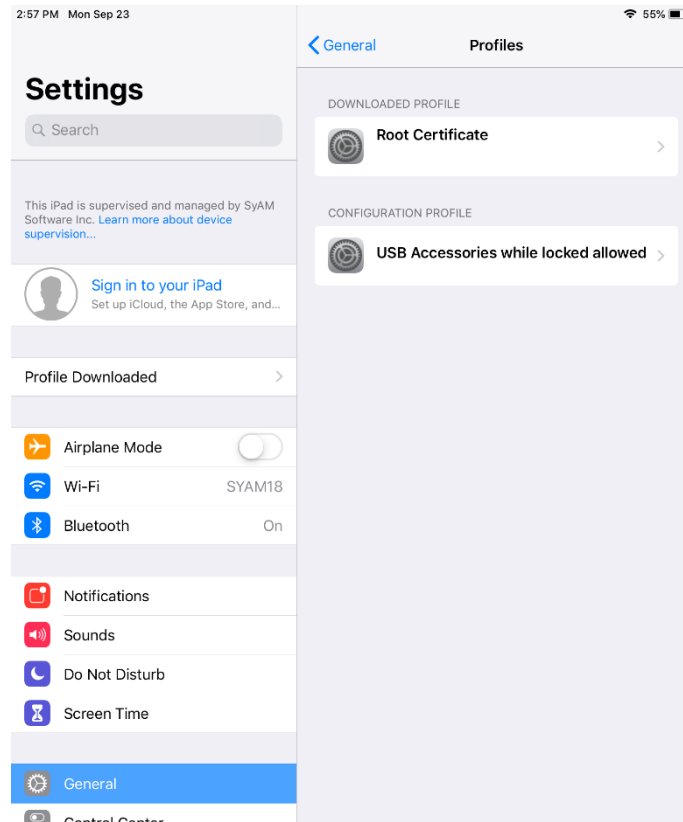 2:57 PM Mon Sep 23
55%
Settings
Search
This iPad is supervised and managed by SyAM
Software Inc. Learn more about device
supervision...
Sign in to your iPad
Set up iCloud, the App Store, and...
Profile Downloaded
Airplane Mode
Wi-Fi SYAM18
Bluetooth On
Notifications
Sounds
Do Not Disturb
Screen Time
General
Control Center
General Profiles
DOWNLOADED PROFILE
Root Certificate
CONFIGURATION PROFILE
USB Accessories while locked allowed